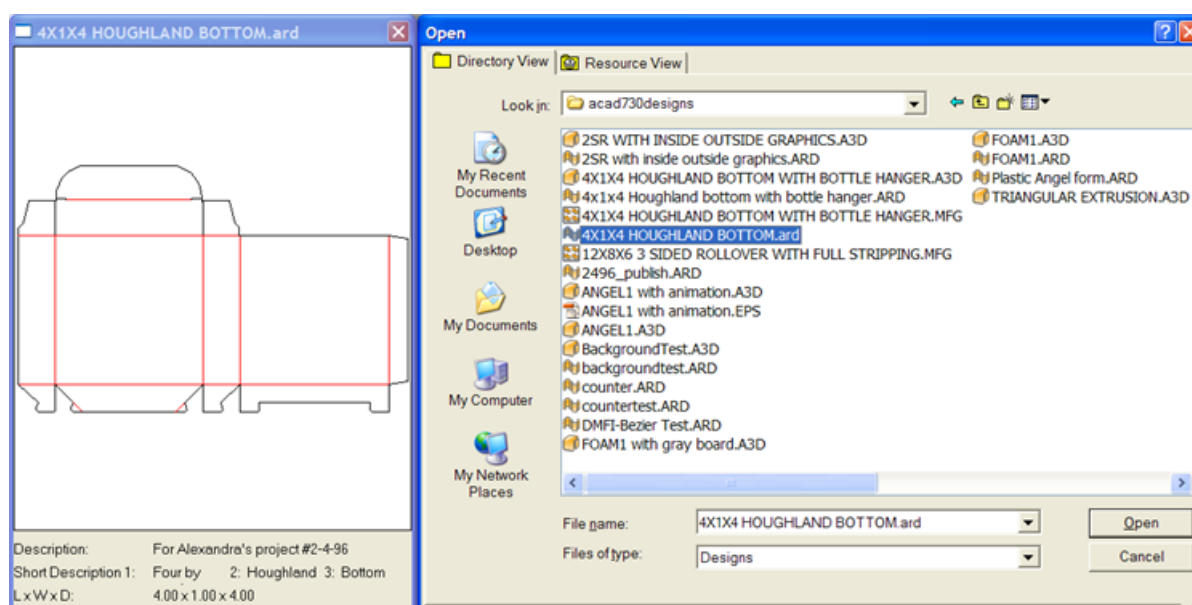 4X1X4 HOUGHLAND BOTTOM.ard
Description: For Alexandra's project #2-4-96
Short Description 1: Four by 2: Houghland 3: Bottom
L x W x D: 4.00 x 1.00 x 4.00
Open
Directory View Resource View
Look in: acad730designs
My Recent Documents
Desktop
My Documents
My Computer
My Network Places
2SR WITH INSIDE OUTSIDE GRAPHICS.A3D
2SR with inside outside graphics.ARD
4X1X4 HOUGHLAND BOTTOM WITH BOTTLE HANGER.A3D
4x1x4 Houghland bottom with bottle hanger.ARD
4X1X4 HOUGHLAND BOTTOM WITH BOTTLE HANGER.MFG
4X1X4 HOUGHLAND BOTTOM.ard
12X8X6 3 SIDED ROLLOVER WITH FULL STRIPPING.MFG
2496_publish.ARD
ANGEL1 with animation.A3D
ANGEL1 with animation.EPS
ANGEL1.A3D
BackgroundTest.A3D
backgroundtest.ARD
counter.ARD
countertest.ARD
DMFI-Bezier Test.ARD
FOAM1 with gray board.A3D
FOAM1.A3D
FOAM1.ARD
Plastic Angel form.ARD
TRIANGULAR EXTRUSION.A3D
File name: 4X1X4 HOUGHLAND BOTTOM.ard Open
Files of type: Designs Cancel